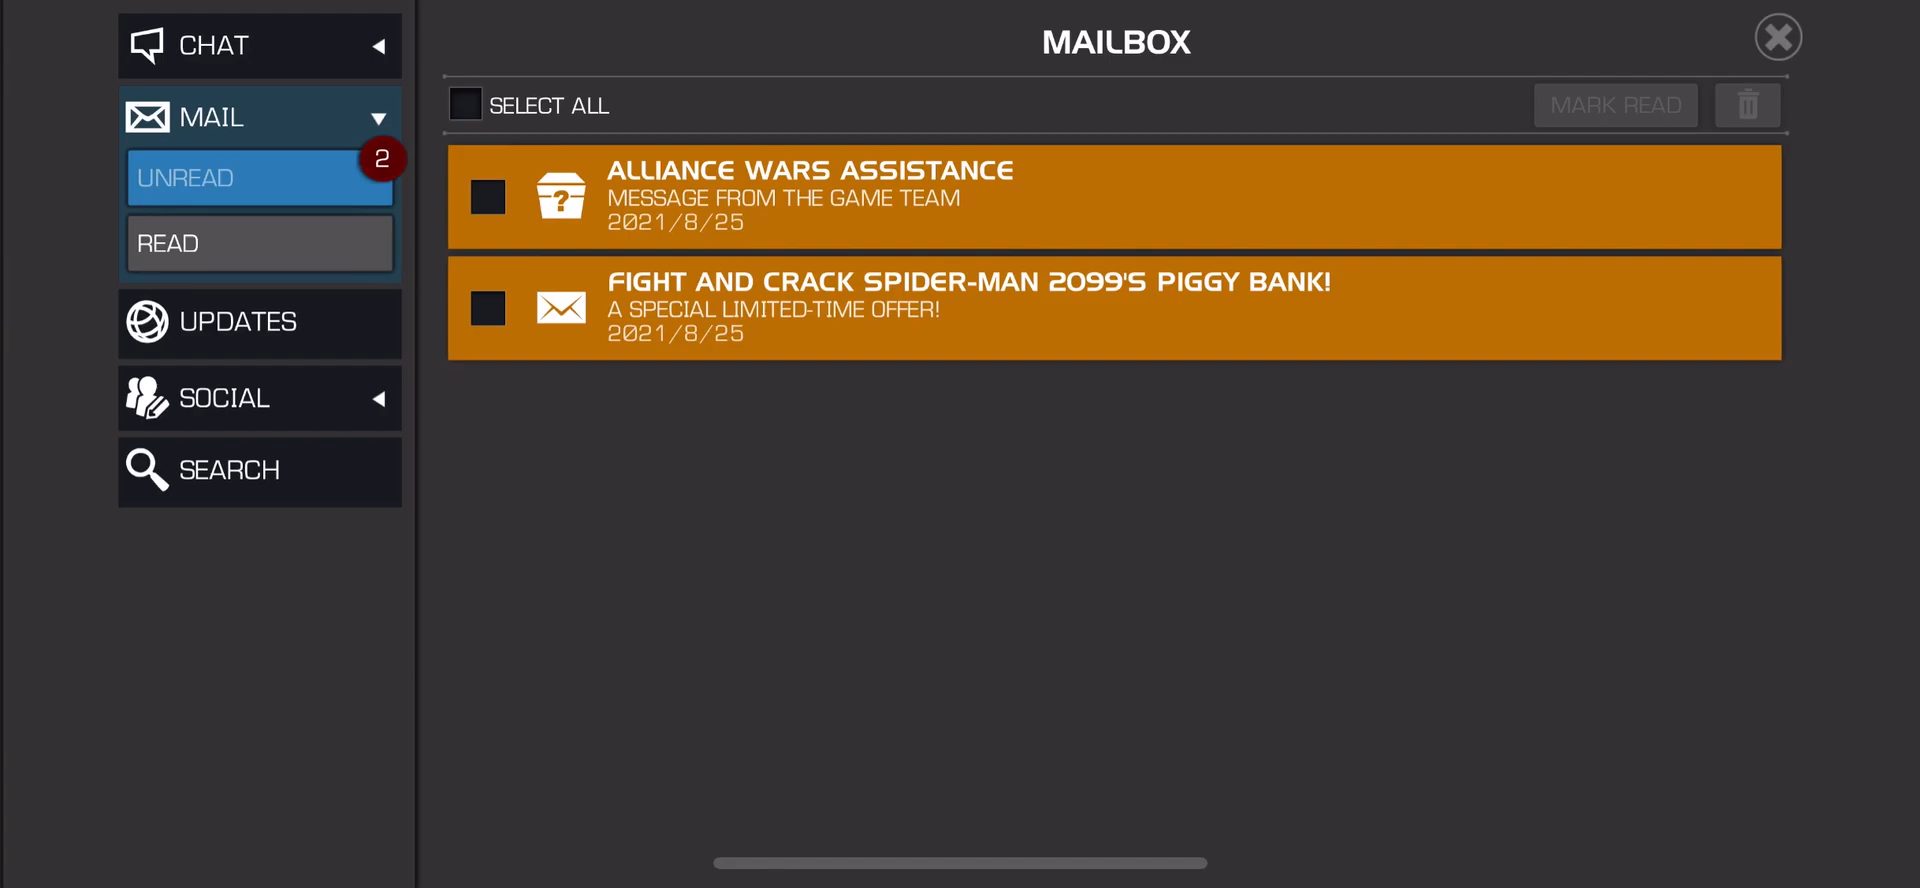 CHAT
MAIL
2
UNREAD
READ
UPDATES
SOCIAL
SEARCH
MAILBOX
SELECT ALL
MARK READ
ALLIANCE WARS ASSISTANCE
MESSAGE FROM THE GAME TEAM
2021/8/25
FIGHT AND CRACK SPIDER-MAN 2099'S PIGGY BANK!
A SPECIAL LIMITED-TIME OFFER!
2021/8/25